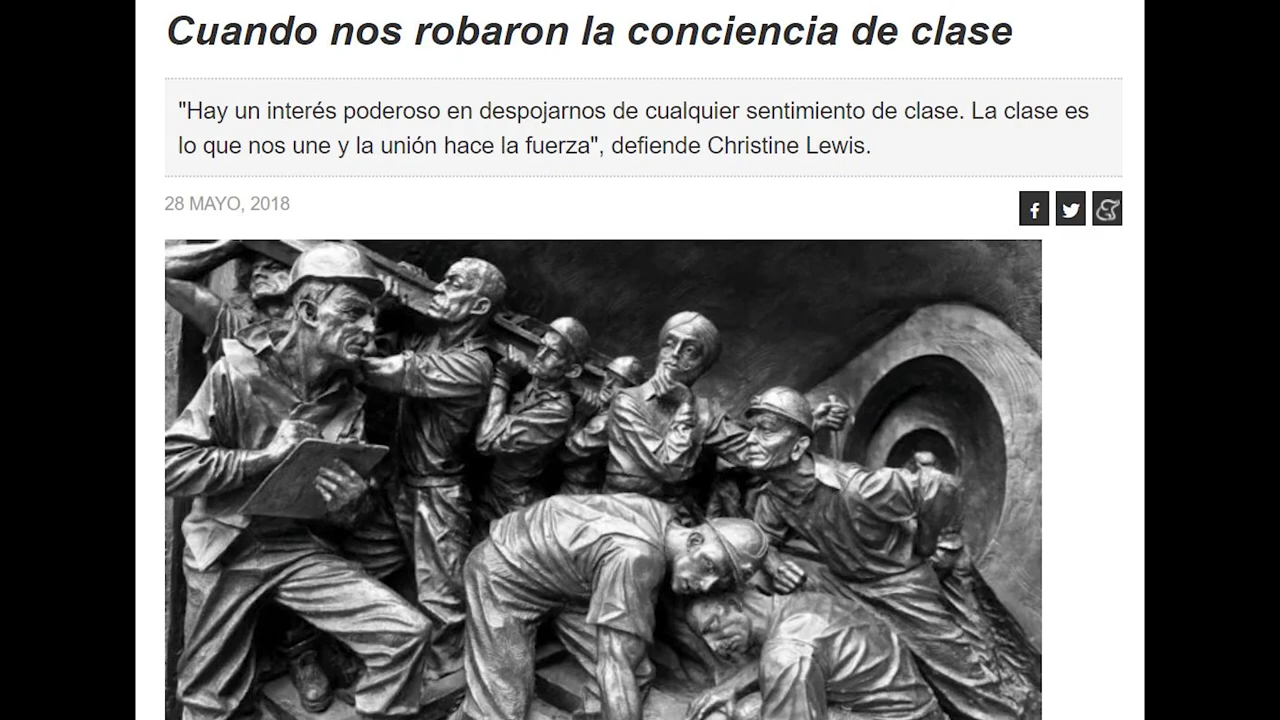 Cuando nos robaron la conciencia de clase
"Hay un interés poderoso en despojarnos de cualquier sentimiento de clase. La clase es
lo que nos une y la unión hace la fuerza", defiende Christine Lewis.
28 MAYO, 2018